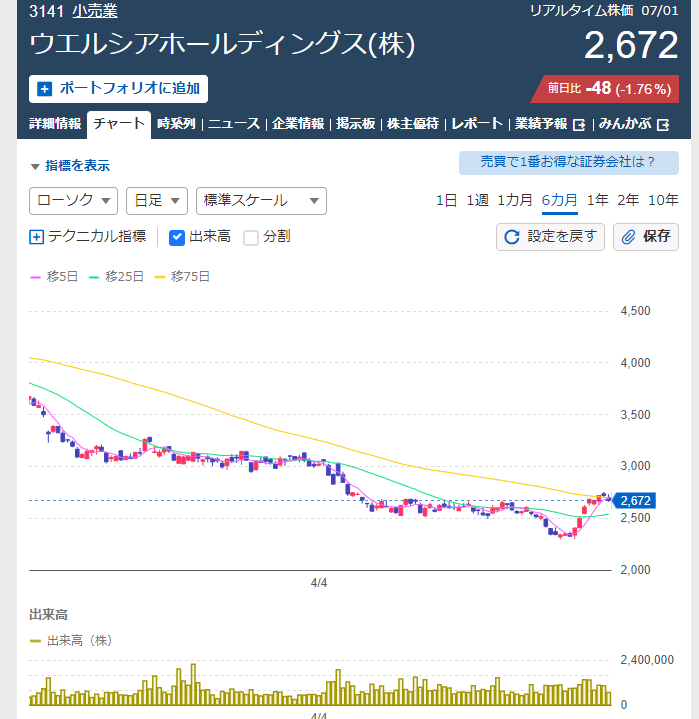 3141 小売業 リアルタイム株価 07/01
ウエルシアホールディングス(株) 2,672
ポートフォリオに追加 前日比 -48 (-1.76%)
詳細情報 チャート 時系列 ニュース 企業情報 掲示板 株主優待 レポート 業績予報 みんかぶ
指標を表示 売買で1番お得な証券会社は？
ローソク 日足 標準スケール 1日 1週 1カ月 6カ月 1年 2年 10年
テクニカル指標 出来高 分割 設定を戻す 保存
移5日 移25日 移75日
4,500
4,000
3,500
3,000
2,672
2,500
2,000
4/4
出来高
出来高（株）
2,400,000
0
4/4